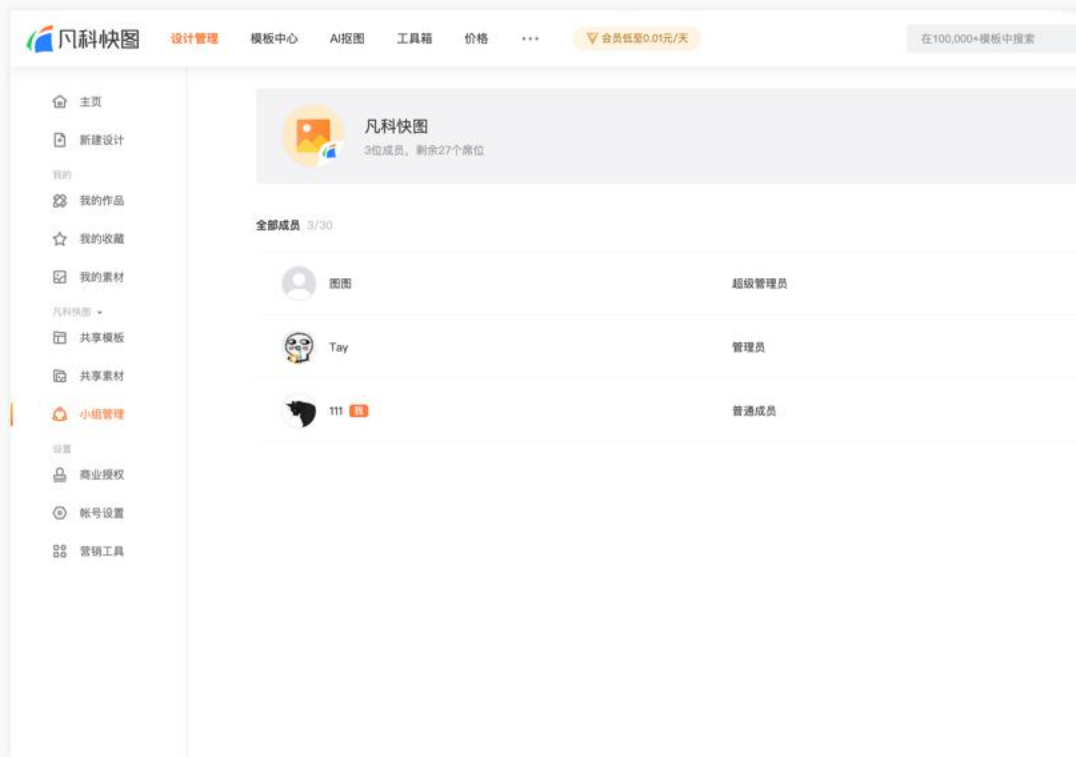 凡科快图 设计管理 模板中心 AI抠图 工具箱 价格 ··· 会员低至0.01元/天 在100,000+模板中搜索
主页
新建设计
我的
我的作品
我的收藏
我的素材
凡科快图
共享模板
共享素材
小组管理
设置
商业授权
帐号设置
营销工具
凡科快图
3位成员，剩余27个席位
全部成员 3/30
图图 超级管理员
Tay 管理员
111 我 普通成员